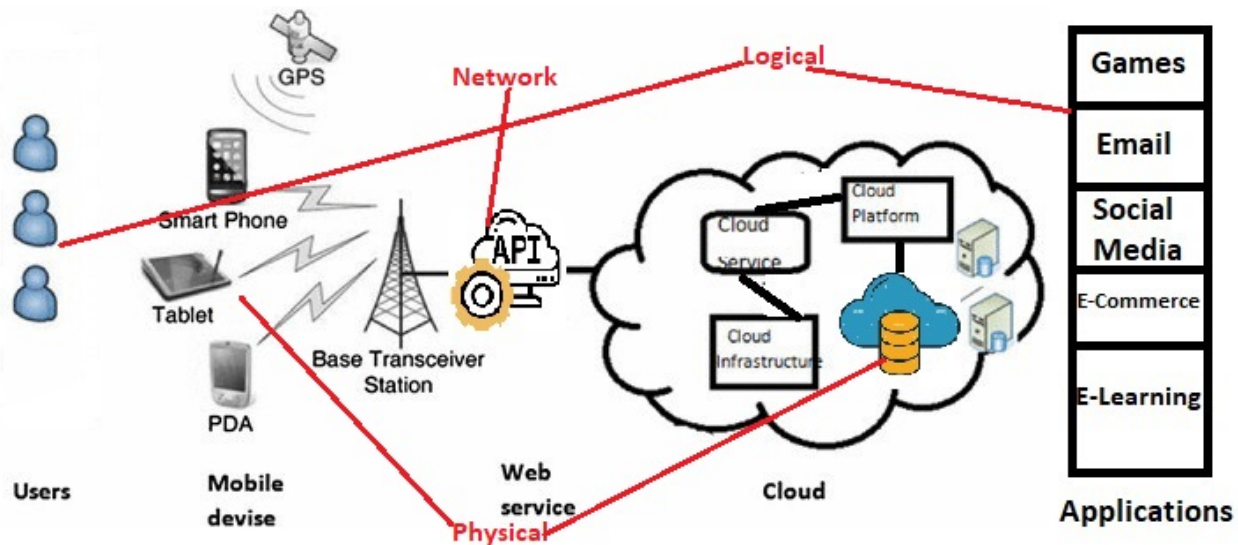 GPS
Network
Logical
Games
Email
Social
Media
E-Commerce
E-Learning
Smart Phone
Tablet
PDA
Base Transceiver
Station
API
Cloud
Service
Cloud
Platform
Cloud
Infrastructure
Users
Mobile
devise
Web
service
Physical
Cloud
Applications